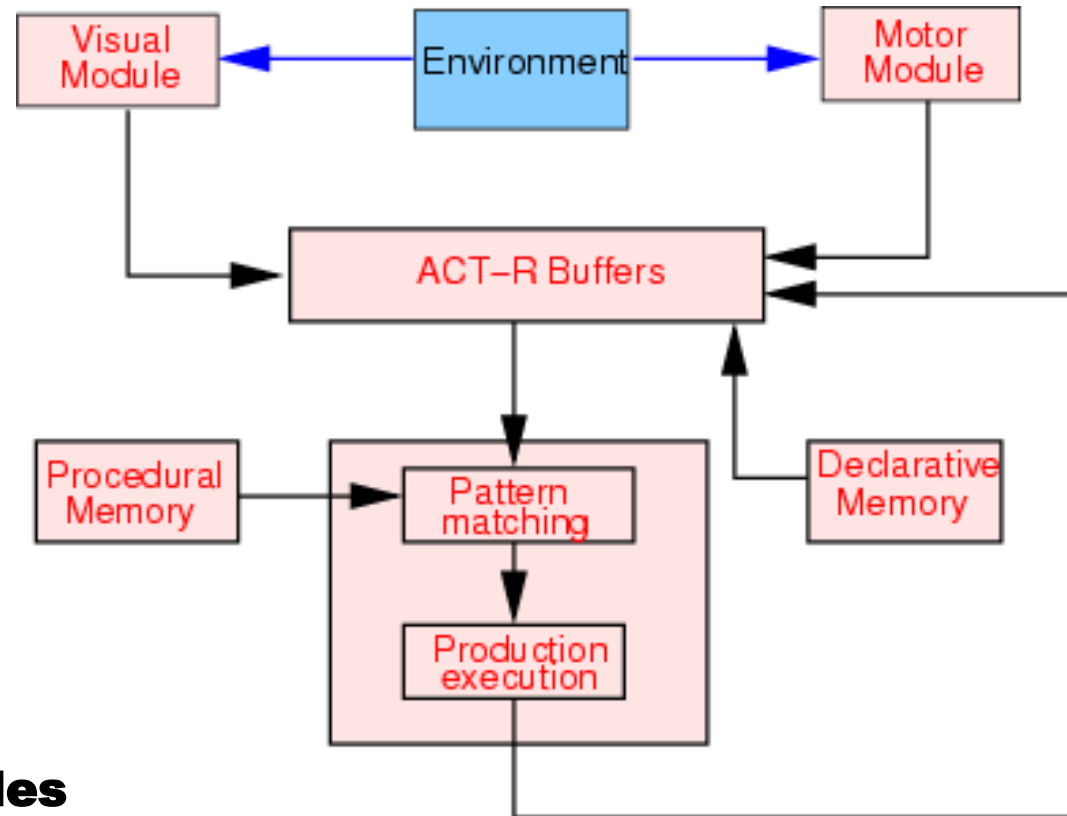 Visual
Module
Environment
Motor
Module
ACT–R Buffers
Procedural
Memory
Pattern
matching
Declarative
Memory
Production
execution
les